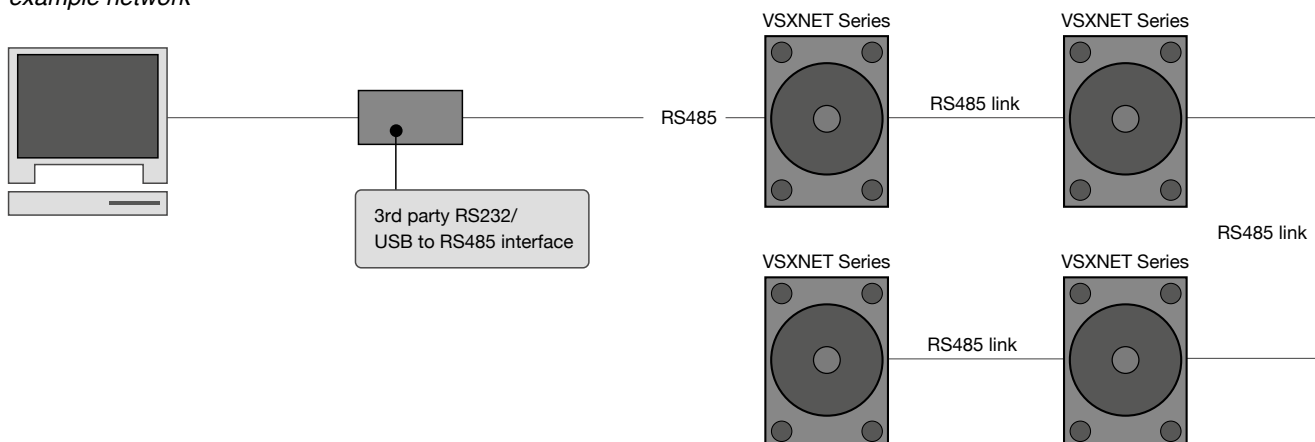 example network
VSXNET Series
VSXNET Series
RS485
RS485 link
3rd party RS232/
USB to RS485 interface
RS485 link
VSXNET Series
VSXNET Series
RS485 link